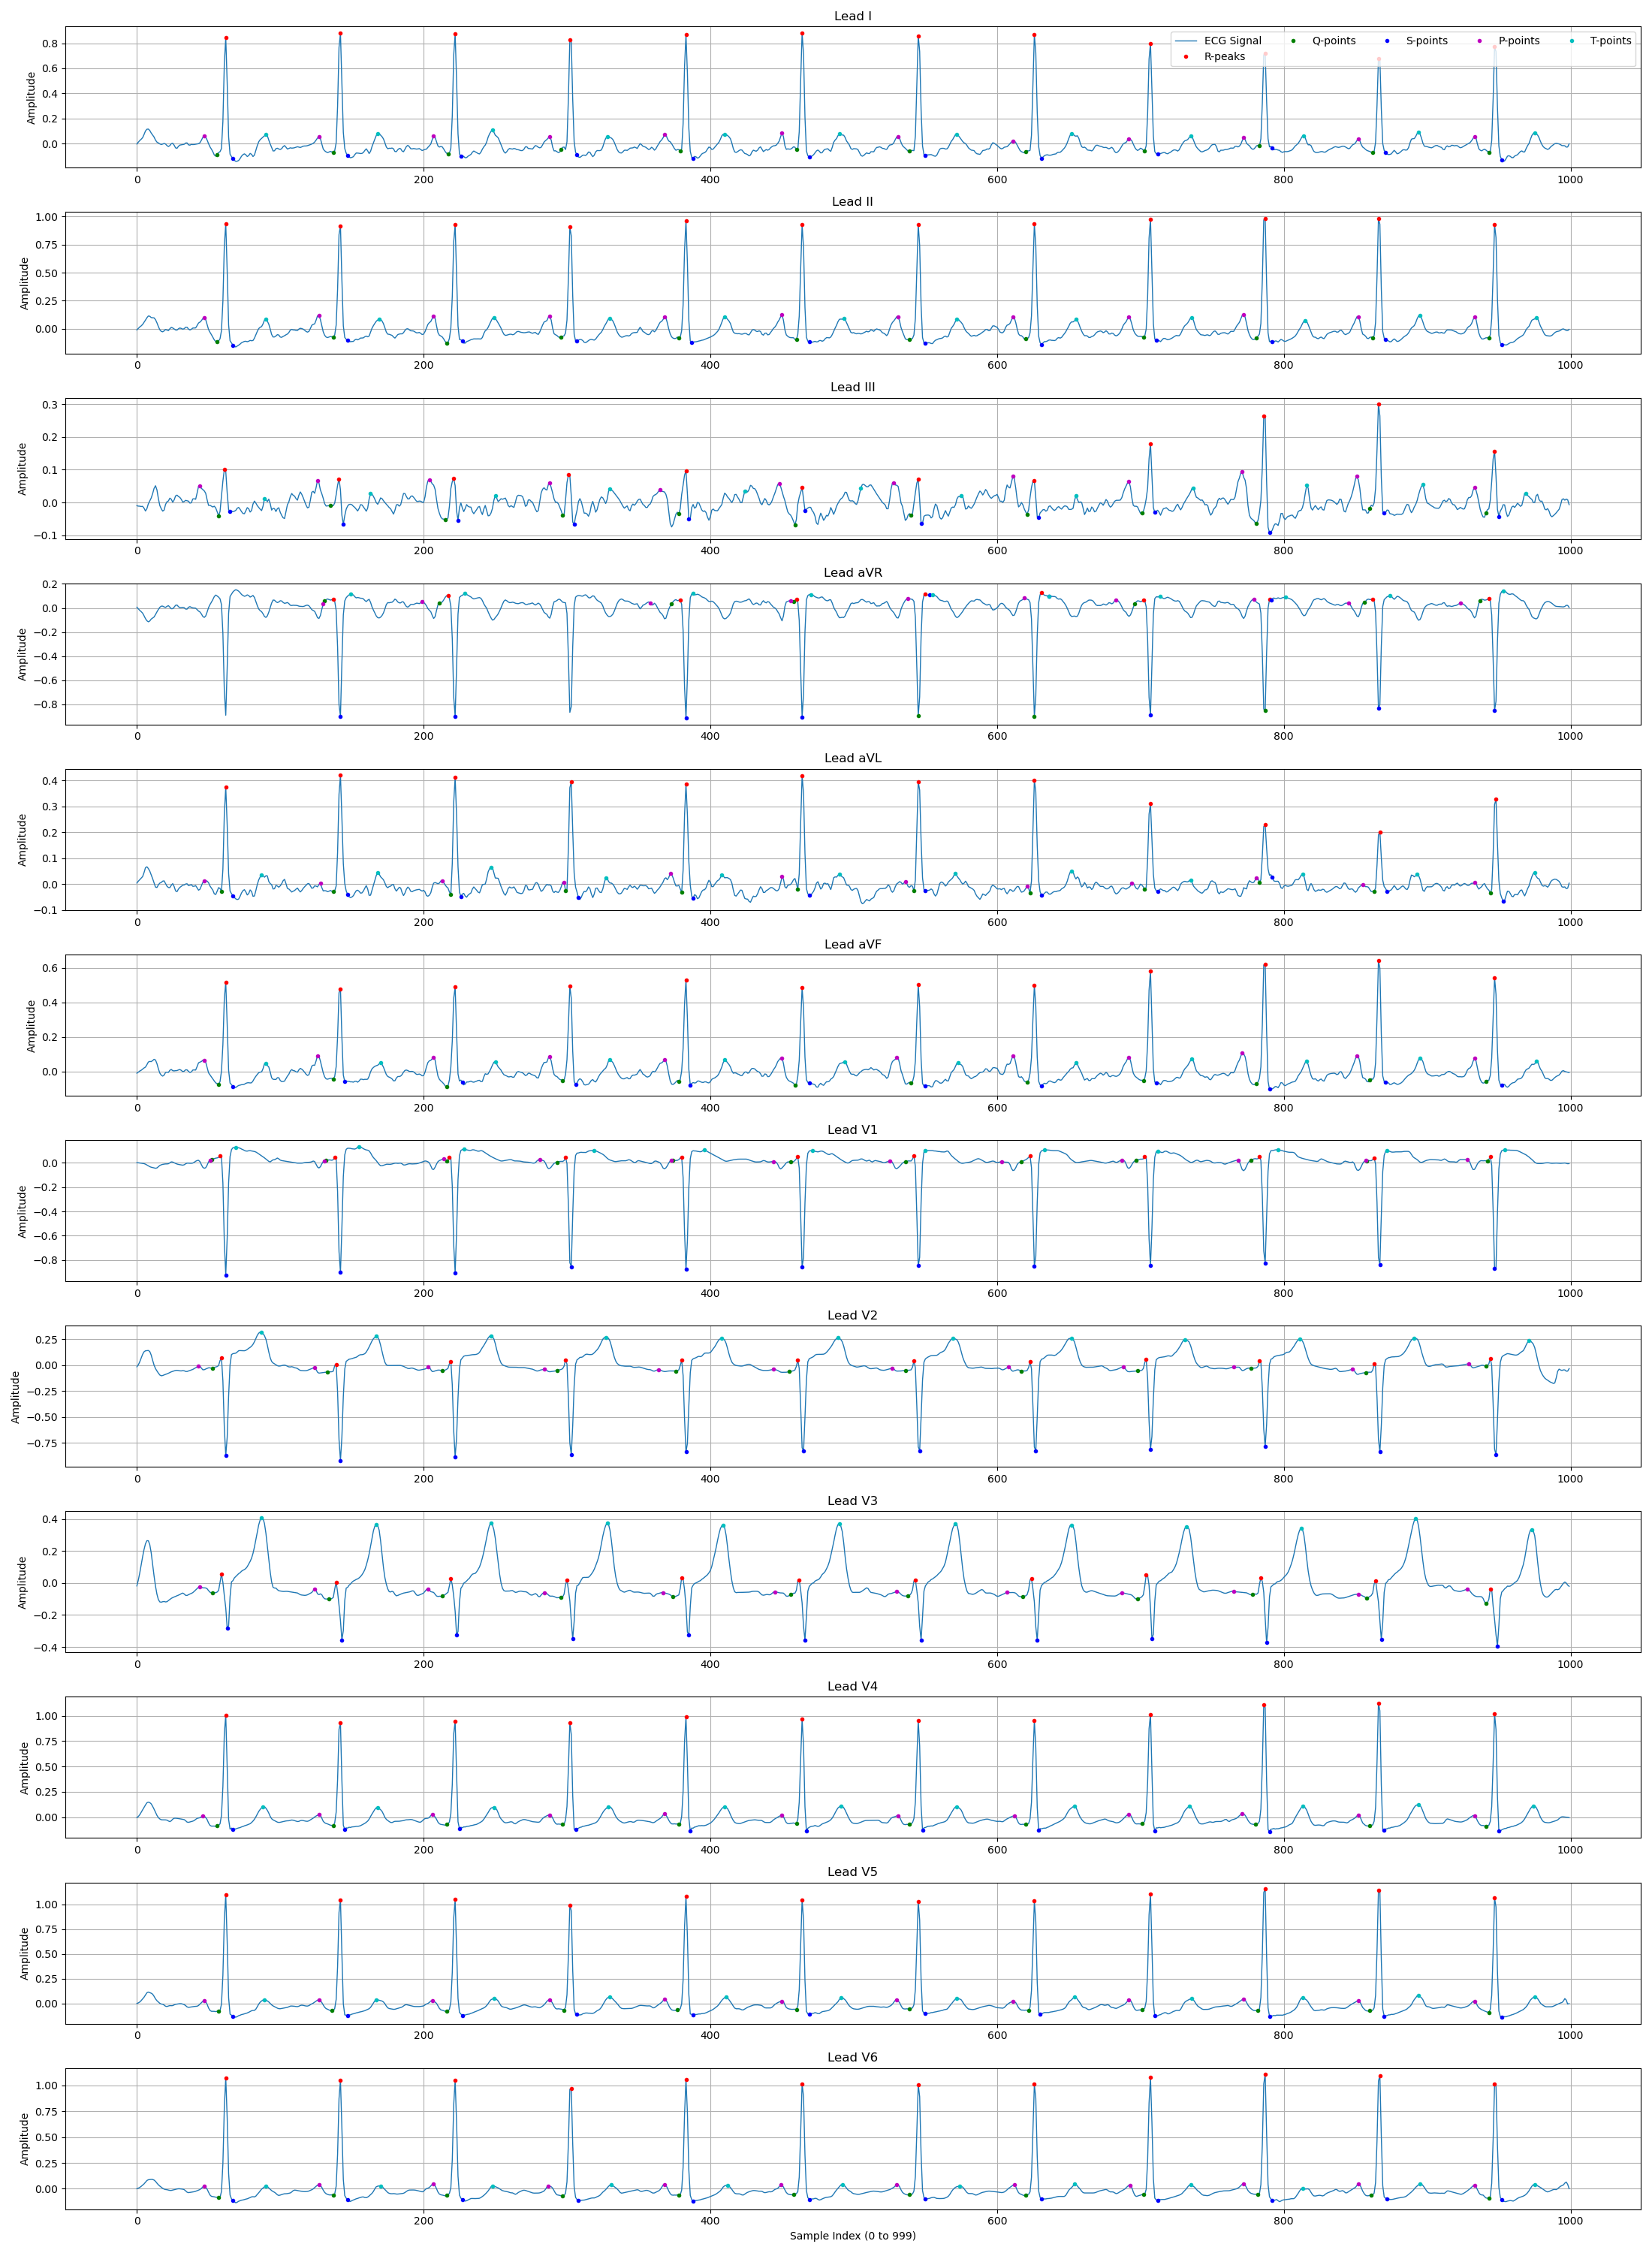 Lead I
0.8
0.6
0.4
0.2
0.0
Amplitude
ECG Signal
R-peaks
Q-points
S-points
P-points
T-points
0 200 400 600 800 1000
Lead II
1.00
0.75
0.50
0.25
0.00
Amplitude
0 200 400 600 800 1000
Lead III
0.3
0.2
0.1
0.0
−0.1
Amplitude
0 200 400 600 800 1000
Lead aVR
0.2
0.0
−0.2
−0.4
−0.6
−0.8
Amplitude
0 200 400 600 800 1000
Lead aVL
0.4
0.3
0.2
0.1
0.0
−0.1
Amplitude
0 200 400 600 800 1000
Lead aVF
0.6
0.4
0.2
0.0
Amplitude
0 200 400 600 800 1000
Lead V1
0.0
−0.2
−0.4
−0.6
−0.8
Amplitude
0 200 400 600 800 1000
Lead V2
0.25
0.00
−0.25
−0.50
−0.75
Amplitude
0 200 400 600 800 1000
Lead V3
0.4
0.2
0.0
−0.2
−0.4
Amplitude
0 200 400 600 800 1000
Lead V4
1.00
0.75
0.50
0.25
0.00
Amplitude
0 200 400 600 800 1000
Lead V5
1.00
0.75
0.50
0.25
0.00
Amplitude
0 200 400 600 800 1000
Lead V6
1.00
0.75
0.50
0.25
0.00
Amplitude
0 200 400 600 800 1000
Sample Index (0 to 999)